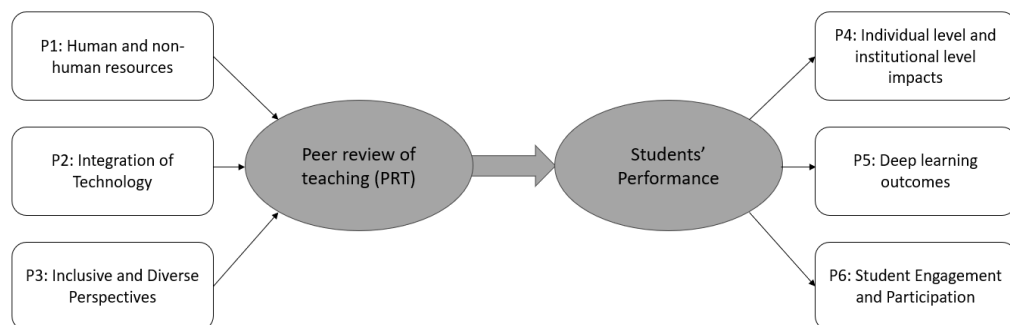 P1: Human and non-
human resources
P2: Integration of
Technology
P3: Inclusive and Diverse
Perspectives
Peer review of
teaching (PRT)
Students’
Performance
P4: Individual level and
institutional level
impacts
P5: Deep learning
outcomes
P6: Student Engagement
and Participation